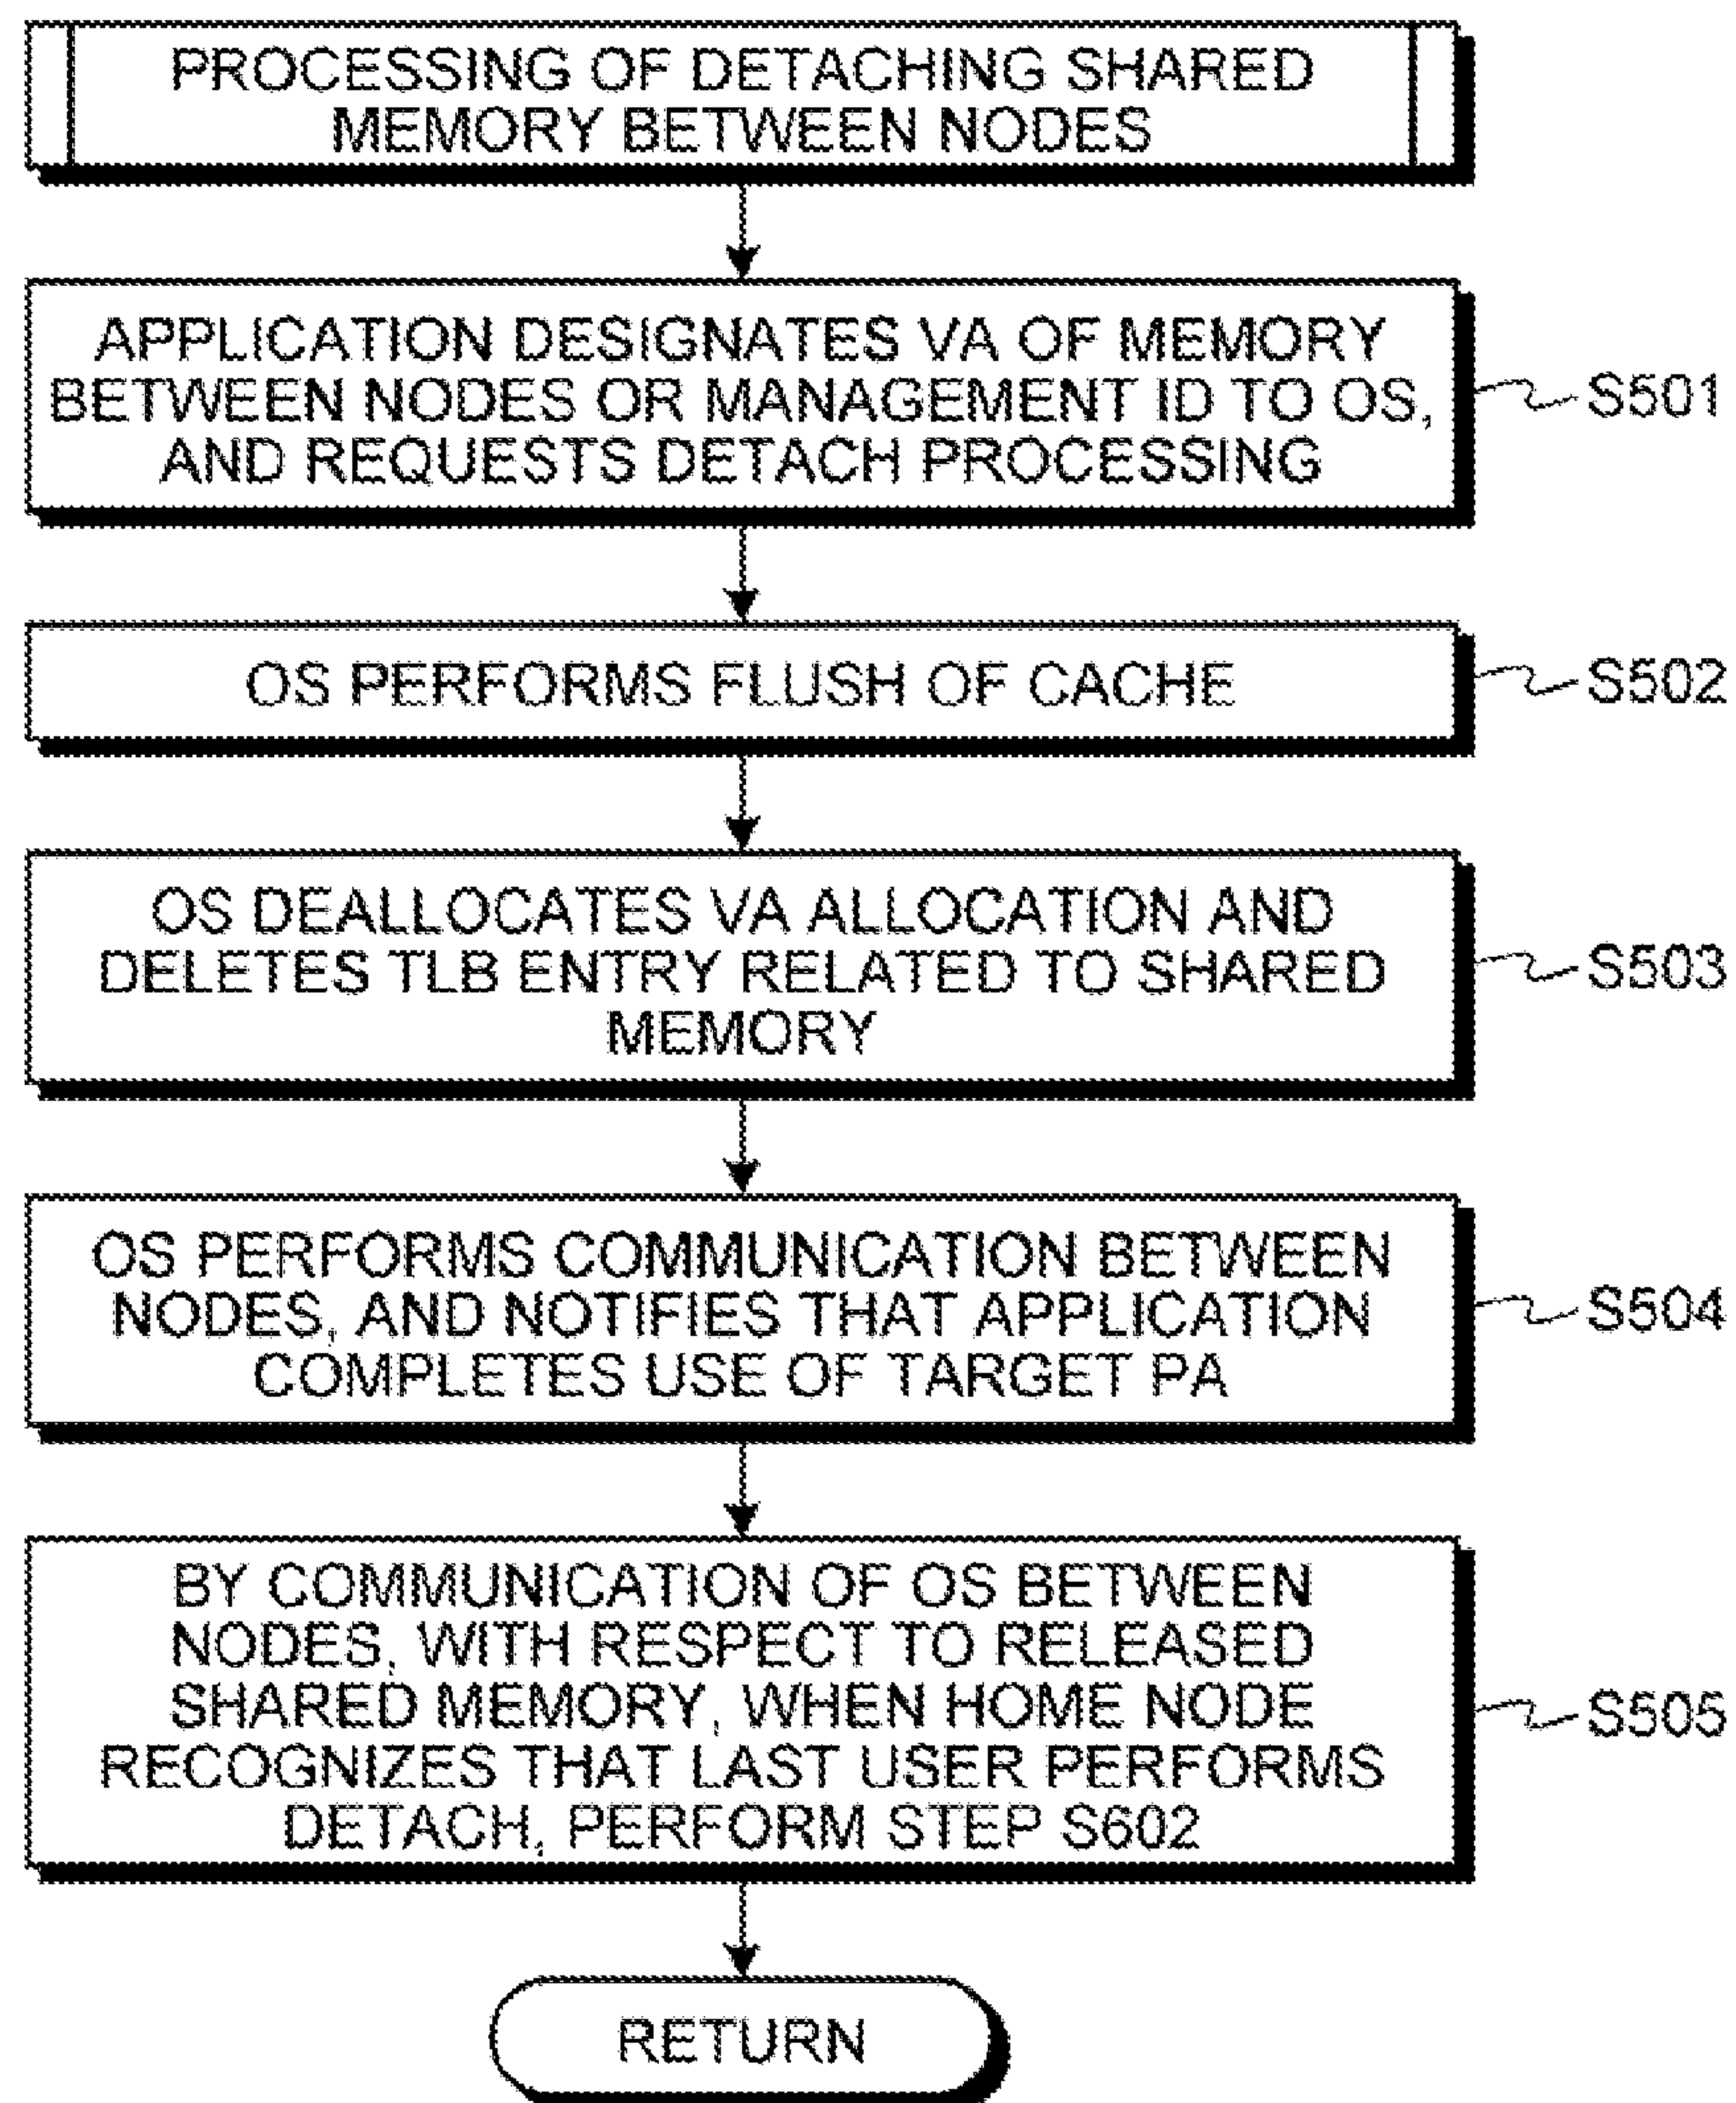 PROCESSING OF DETACHING SHARED
MEMORY BETWEEN NODES
APPLICATION DESIGNATES VA OF MEMORY
BETWEEN NODES OR MANAGEMENT ID TO OS,
AND REQUESTS DETACH PROCESSING
S501
OS PERFORMS FLUSH OF CACHE
S502
OS DEALLOCATES VA ALLOCATION AND
DELETES TLB ENTRY RELATED TO SHARED
MEMORY
S503
OS PERFORMS COMMUNICATION BETWEEN
NODES, AND NOTIFIES THAT APPLICATION
COMPLETES USE OF TARGET PA
S504
BY COMMUNICATION OF OS BETWEEN
NODES, WITH RESPECT TO RELEASED
SHARED MEMORY, WHEN HOME NODE
RECOGNIZES THAT LAST USER PERFORMS
DETACH, PERFORM STEP S602
S505
RETURN